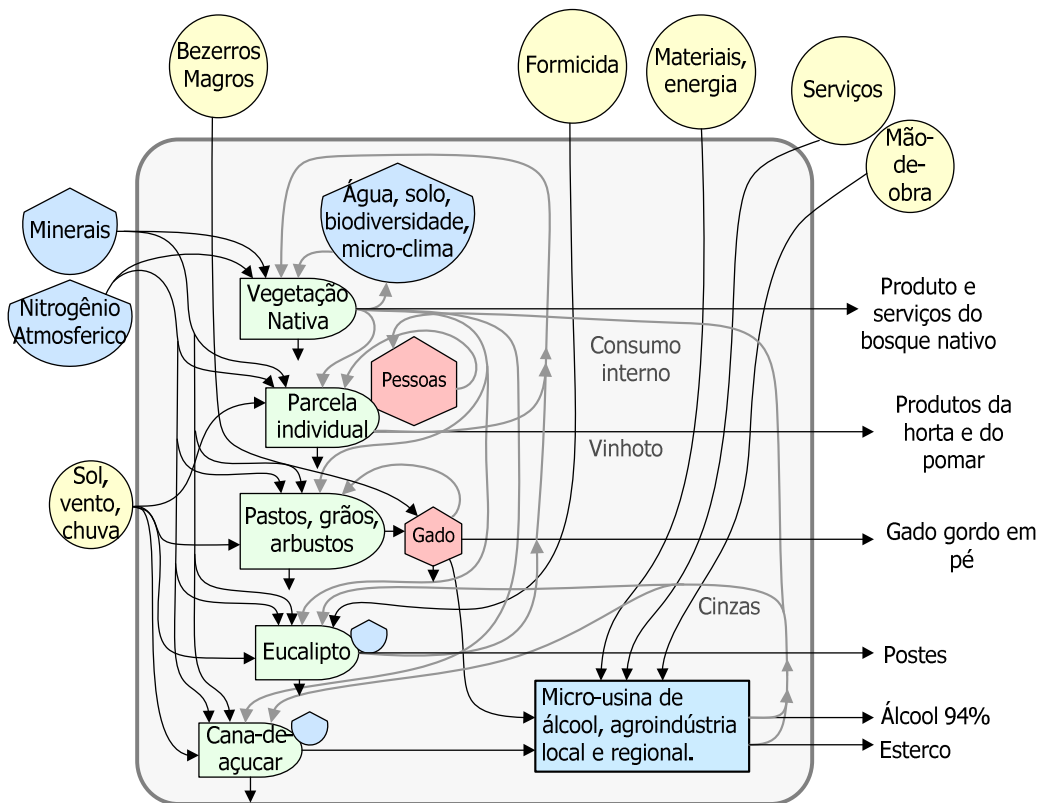 Bezerros
Magros
Formicida
Materiais,
energia
Serviços
Mão-
de-
obra
Minerais
Água, solo,
biodiversidade,
micro-clima
Nitrogênio
Atmosferico
Vegetação
Nativa
Produto e
serviços do
bosque nativo
Consumo
interno
Pessoas
Parcela
individual
Produtos da
horta e do
pomar
Vinhoto
Sol,
vento,
chuva
Pastos, grãos,
arbustos
Gado
Gado gordo em
pé
Cinzas
Eucalipto
Postes
Micro-usina de
álcool, agroindústria
local e regional.
Álcool 94%
Esterco
Cana-de-
açucar